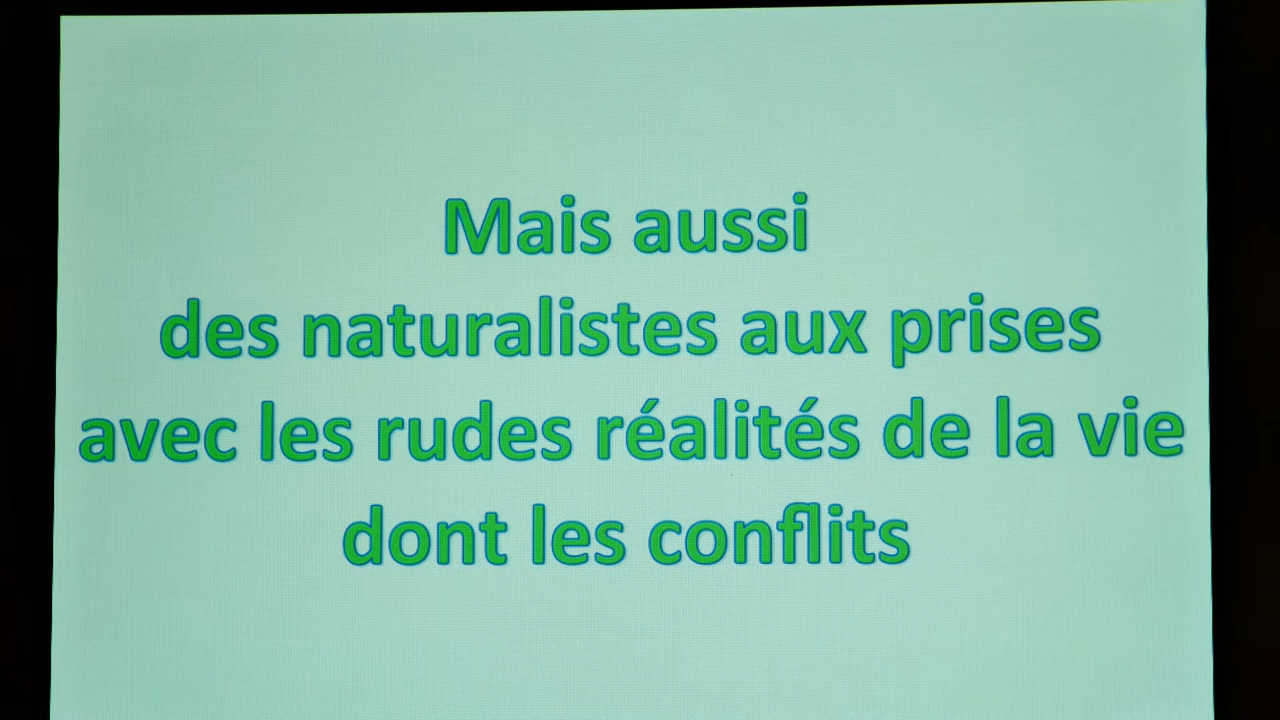 Mais aussi
des naturalistes aux prises
avec les rudes réalités de la vie
dont les conflits